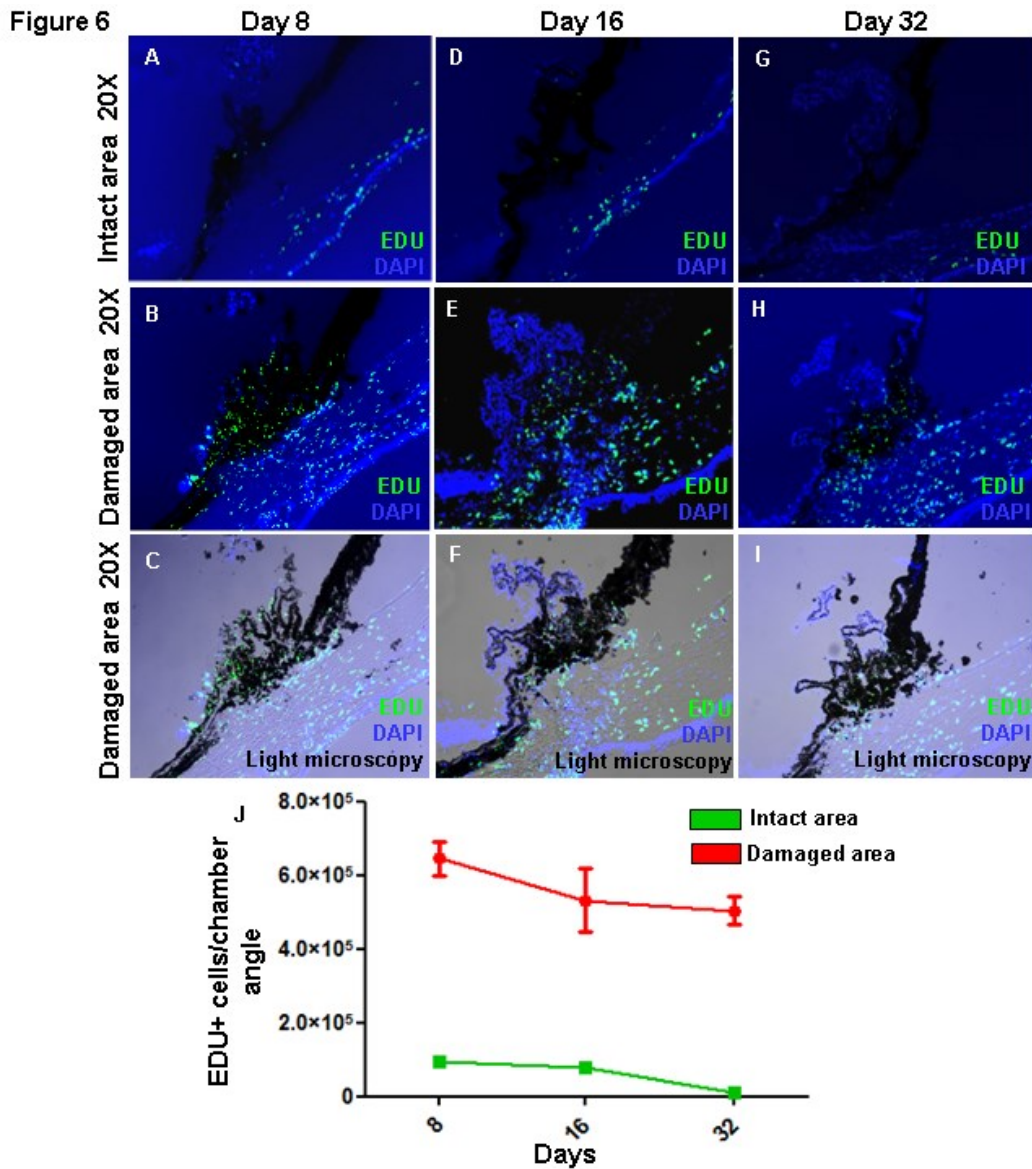 Figure 6
Day 8
Day 16
Day 32
Intact area 20X
A
EDU
DAPI
D
EDU
DAPI
G
EDU
DAPI
Damaged area 20X
B
EDU
DAPI
E
EDU
DAPI
H
EDU
DAPI
Damaged area 20X
C
EDU
DAPI
Light microscopy
F
EDU
DAPI
Light microscopy
I
EDU
DAPI
Light microscopy
J
EDU+ cells/chamber
angle
8.0×10⁵
6.0×10⁵
4.0×10⁵
2.0×10⁵
0
Intact area
Damaged area
8
16
32
Days